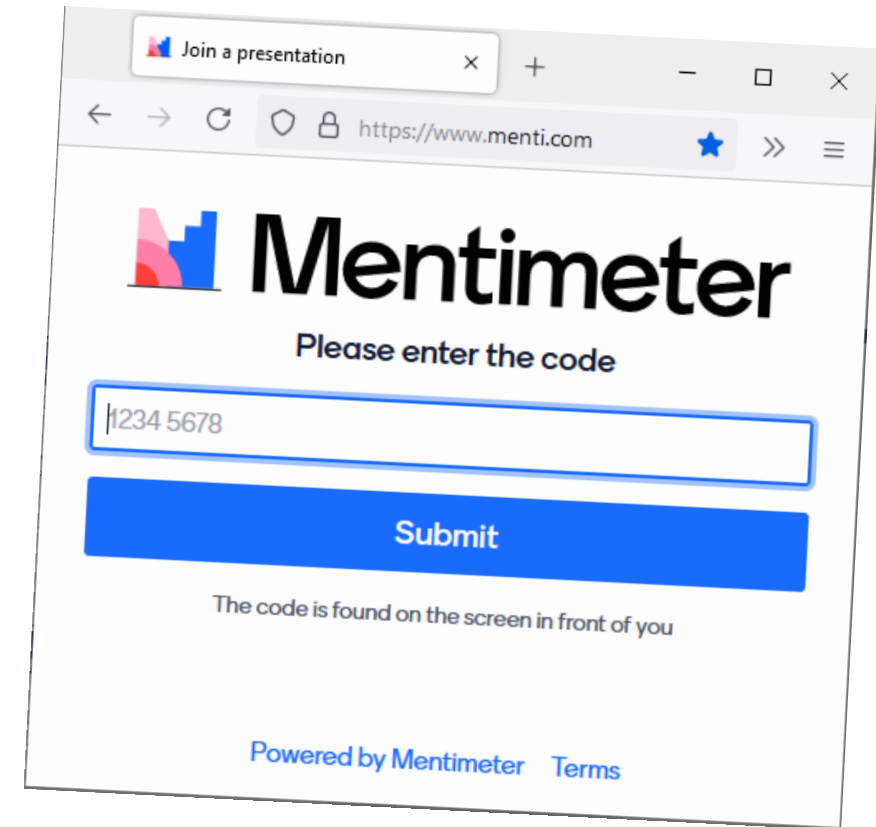 Join a presentation
https://www.menti.com
Mentimeter
Please enter the code
1234 5678
Submit
The code is found on the screen in front of you
Powered by Mentimeter Terms